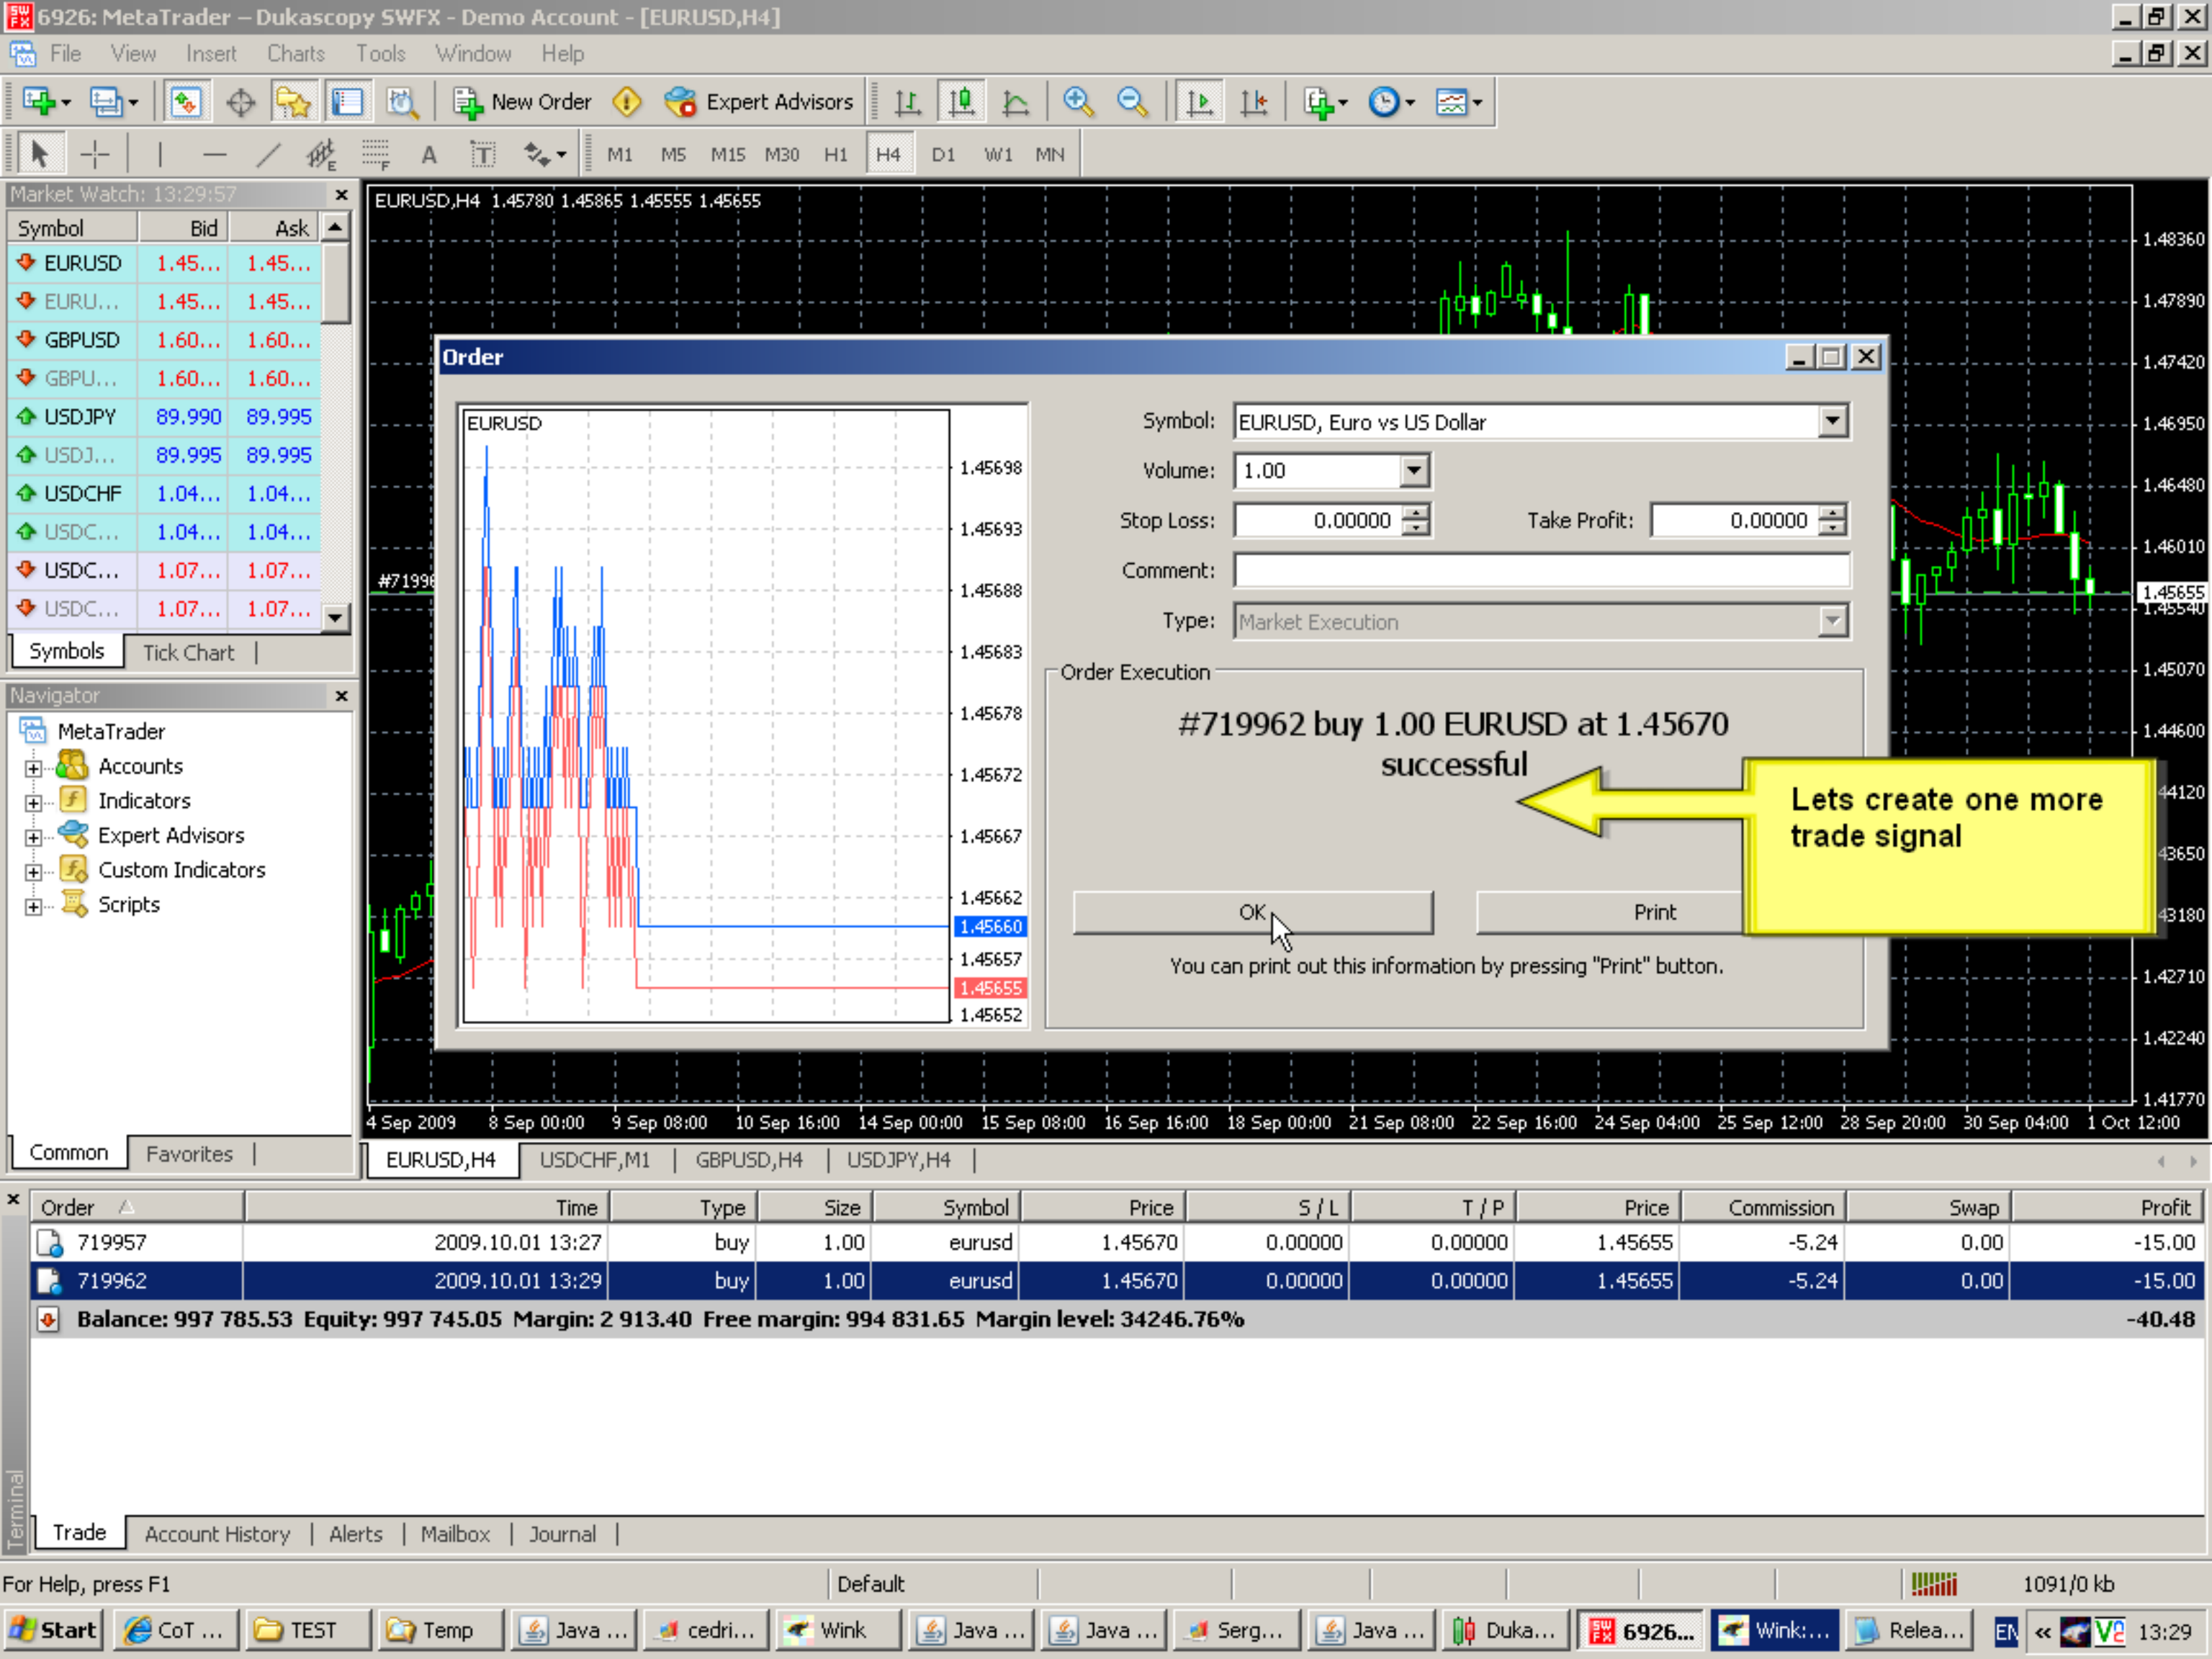 6926: MetaTrader – Dukascopy SWFX - Demo Account - [EURUSD,H4]
File View Insert Charts Tools Window Help
New Order Expert Advisors
E F A T M1 M5 M15 M30 H1 H4 D1 W1 MN
Market Watch: 13:29:57
Symbol Bid Ask
EURUSD 1.45... 1.45...
EURU... 1.45... 1.45...
GBPUSD 1.60... 1.60...
GBPU... 1.60... 1.60...
USDJPY 89.990 89.995
USDJ... 89.995 89.995
USDCHF 1.04... 1.04...
USDC... 1.04... 1.04...
USDC... 1.07... 1.07...
USDC... 1.07... 1.07...
Symbols Tick Chart
Navigator
MetaTrader
Accounts
Indicators
Expert Advisors
Custom Indicators
Scripts
Common Favorites
EURUSD,H4 1.45780 1.45865 1.45555 1.45655
#71996
1.48360
1.47890
1.47420
1.46950
1.46480
1.46010
1.45655
1.45540
1.45070
1.44600
44120
43650
43180
1.42710
1.42240
1.41770
Order
EURUSD
1.45698
1.45693
1.45688
1.45683
1.45678
1.45672
1.45667
1.45662
1.45660
1.45657
1.45655
1.45652
Symbol: EURUSD, Euro vs US Dollar
Volume: 1.00
Stop Loss: 0.00000 Take Profit: 0.00000
Comment:
Type: Market Execution
Order Execution
#719962 buy 1.00 EURUSD at 1.45670
successful
Lets create one more
trade signal
OK Print
You can print out this information by pressing "Print" button.
4 Sep 2009 8 Sep 00:00 9 Sep 08:00 10 Sep 16:00 14 Sep 00:00 15 Sep 08:00 16 Sep 16:00 18 Sep 00:00 21 Sep 08:00 22 Sep 16:00 24 Sep 04:00 25 Sep 12:00 28 Sep 20:00 30 Sep 04:00 1 Oct 12:00
EURUSD,H4 USDCHF,M1 GBPUSD,H4 USDJPY,H4
Order Time Type Size Symbol Price S / L T / P Price Commission Swap Profit
719957 2009.10.01 13:27 buy 1.00 eurusd 1.45670 0.00000 0.00000 1.45655 -5.24 0.00 -15.00
719962 2009.10.01 13:29 buy 1.00 eurusd 1.45670 0.00000 0.00000 1.45655 -5.24 0.00 -15.00
Balance: 997 785.53 Equity: 997 745.05 Margin: 2 913.40 Free margin: 994 831.65 Margin level: 34246.76% -40.48
Terminal
Trade Account History Alerts Mailbox Journal
For Help, press F1 Default 1091/0 kb
Start CoT ... TEST Temp Java ... cedri... Wink Java ... Java ... Serg... Java ... Duka... 6926... Wink:... Relea... EN « 13:29